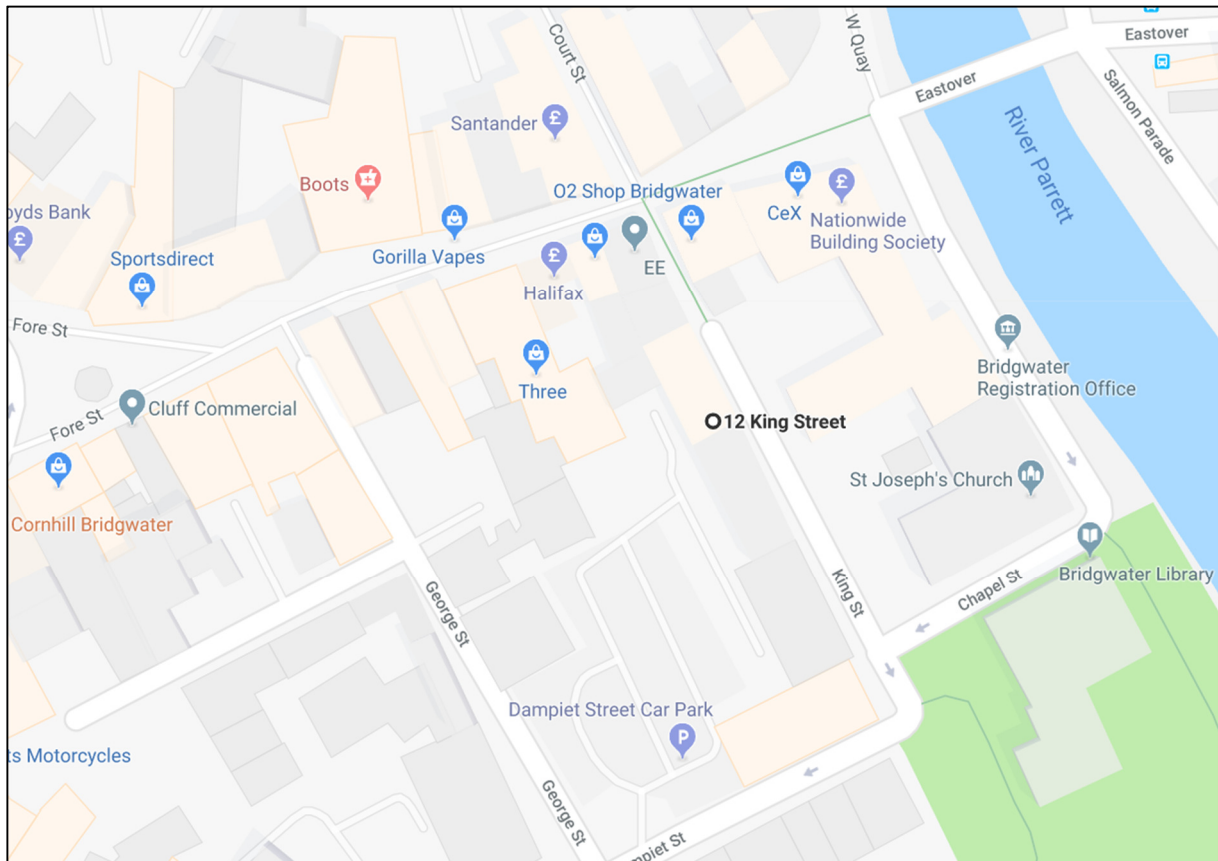 Eastover
W Quay
Court St
Eastover
Salmon Parade
River Parrett
Santander
Boots
O2 Shop Bridgwater
CeX
Nationwide
Building Society
oyds Bank
Sportsdirect
Gorilla Vapes
Halifax
EE
Fore St
Three
Bridgwater
Registration Office
Cluff Commercial
Fore St
12 King Street
St Joseph's Church
Cornhill Bridgwater
King St
Chapel St
Bridgwater Library
George St
Dampiet Street Car Park
P
ts Motorcycles
George St
mpiet St